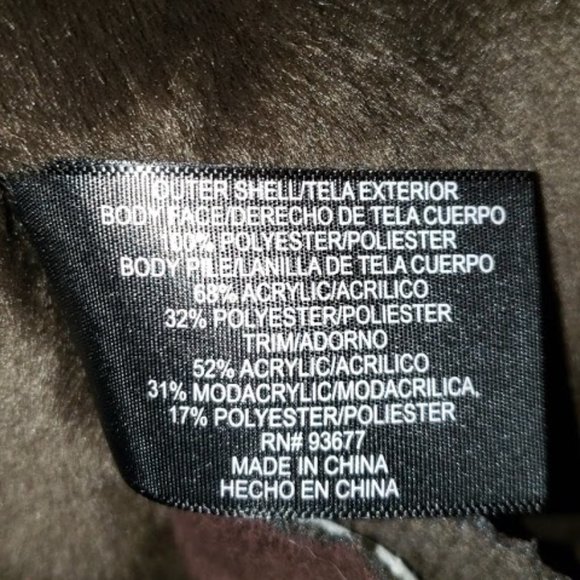 OUTER SHELL/TELA EXTERIOR
BODY FACE/DERECHO DE TELA CUERPO
100% POLYESTER/POLIESTER
BODY PILE/LANILLA DE TELA CUERPO
68% ACRYLIC/ACRILICO
32% POLYESTER/POLIESTER
TRIM/ADORNO
52% ACRYLIC/ACRILICO
31% MODACRYLIC/MODACRILICA,
17% POLYESTER/POLIESTER
RN# 93677
MADE IN CHINA
HECHO EN CHINA